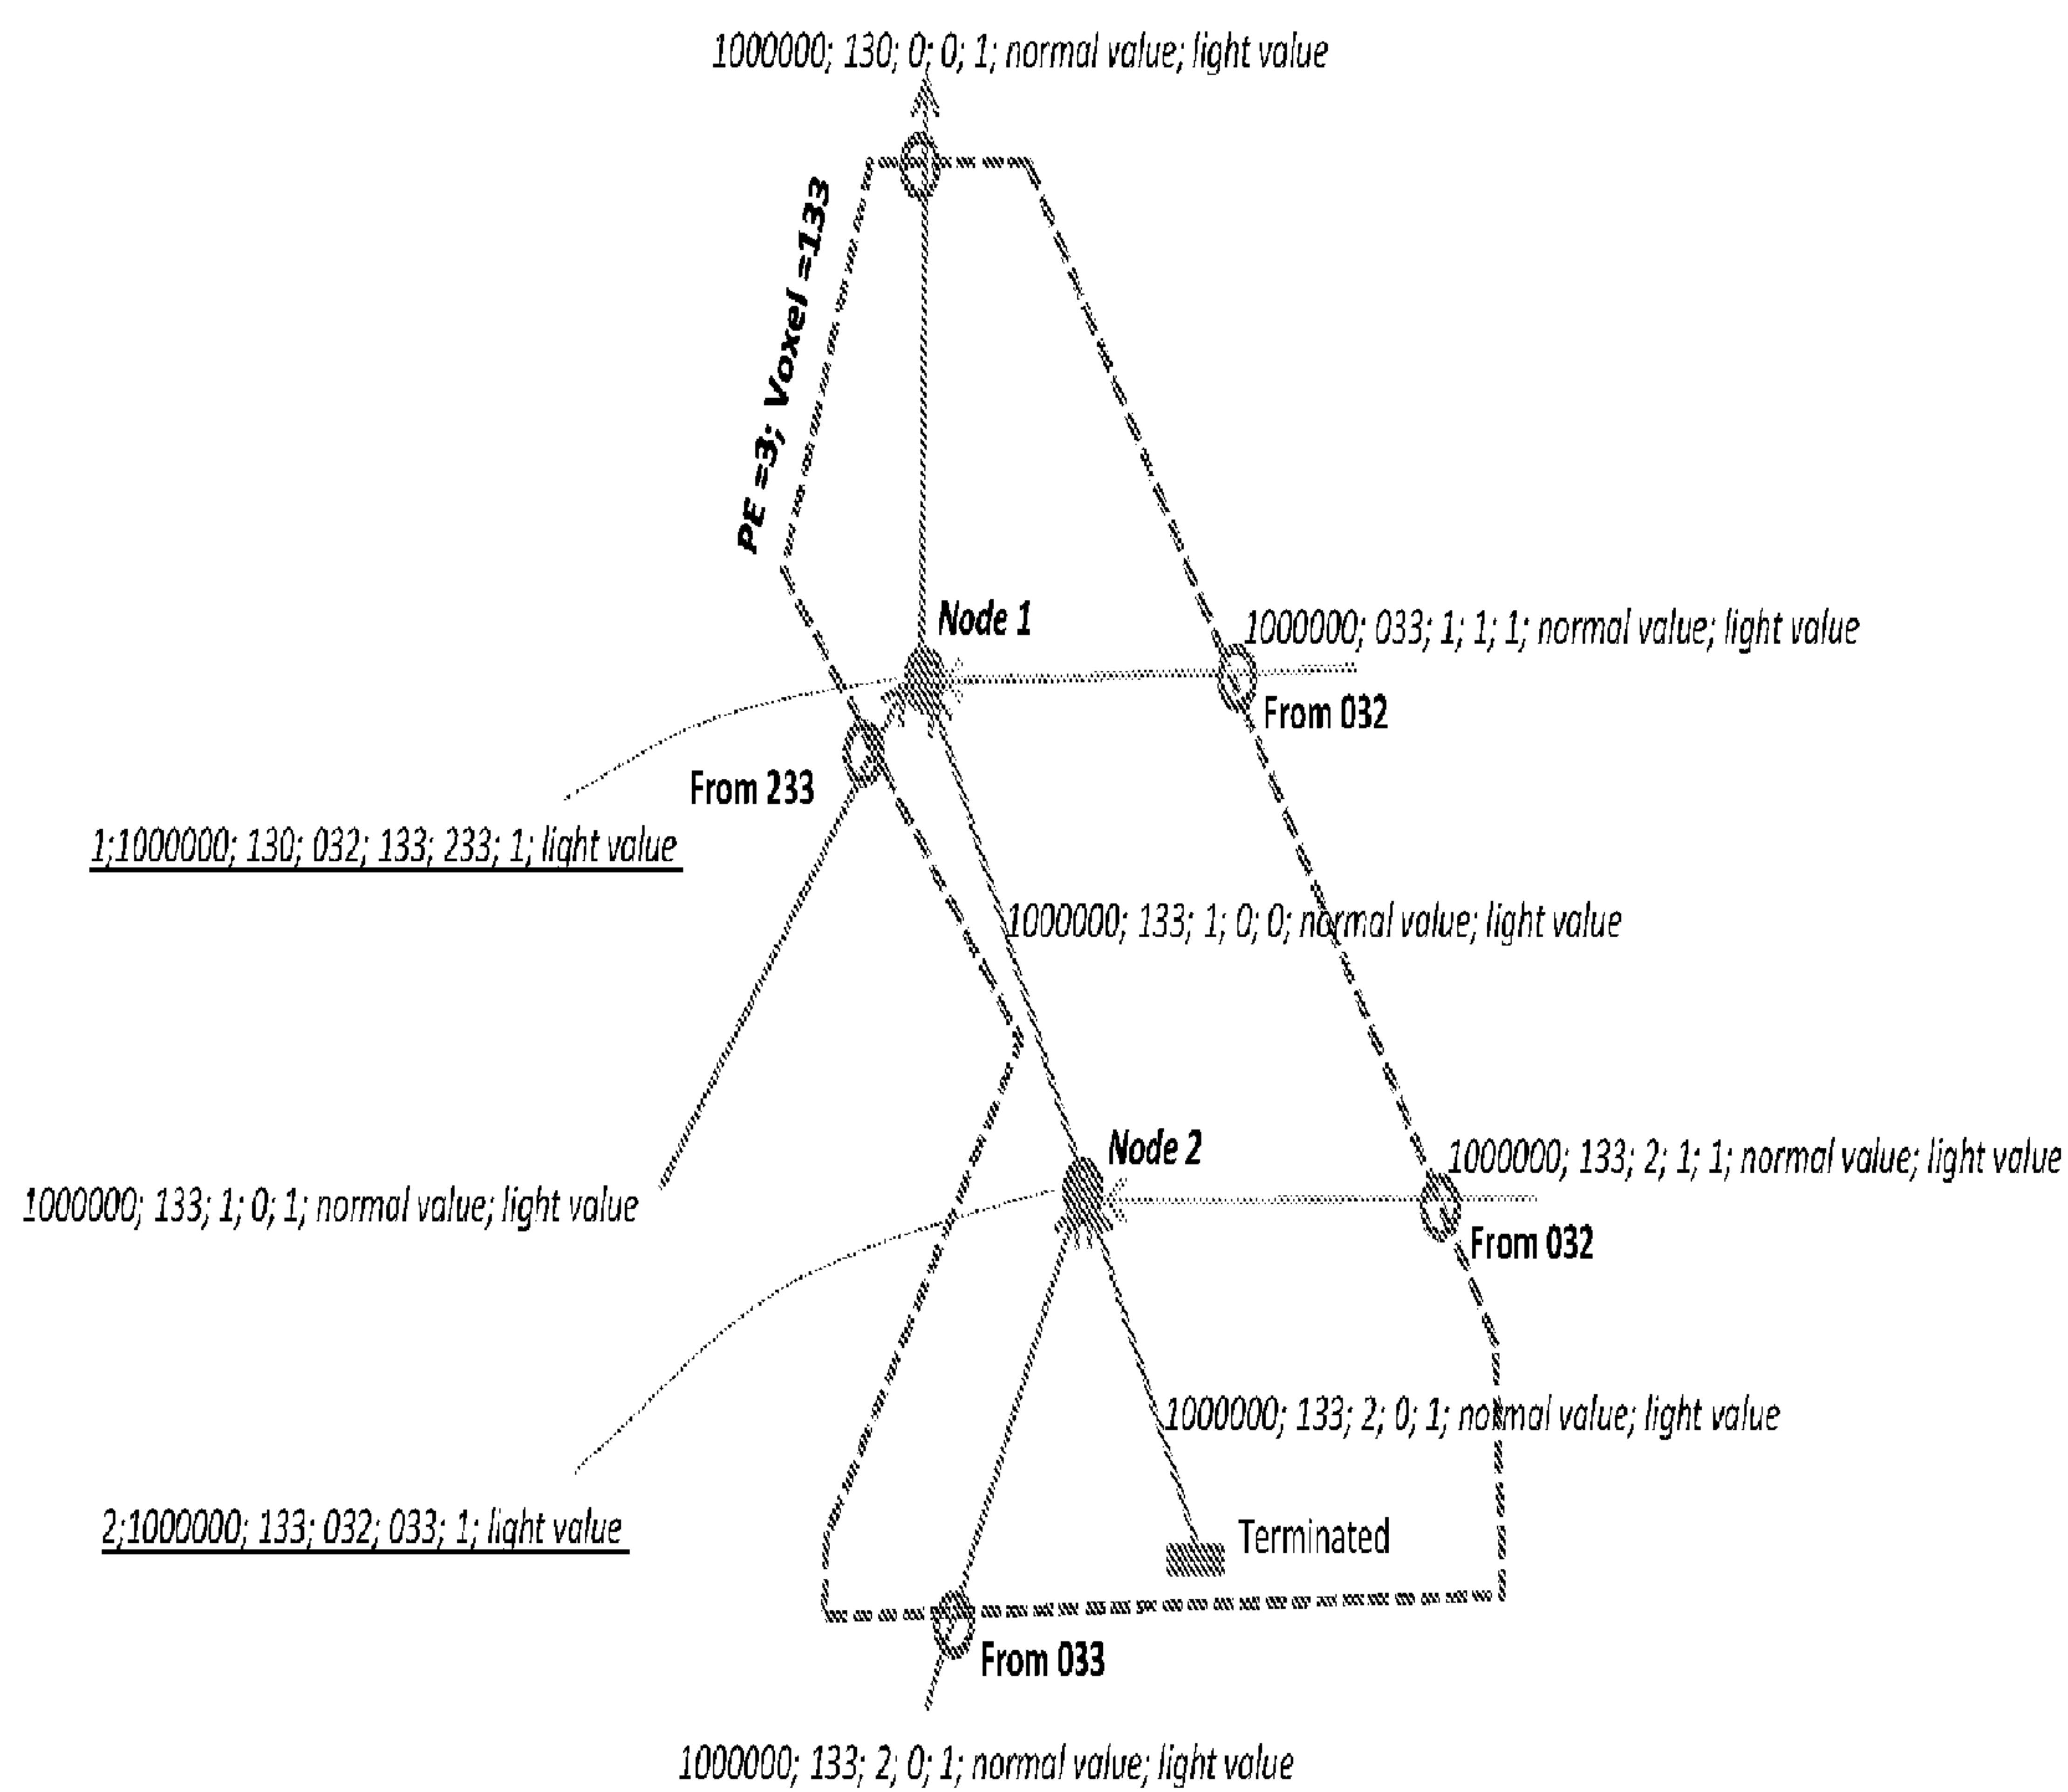 1000000; 130; 0; 0; 1; normal value; light value
PE =3; Voxel =133
Node 1
1000000; 033; 1; 1; 1; normal value; light value
From 032
From 233
1;1000000; 130; 032; 133; 233; 1; light value
1000000; 133; 1; 0; 0; normal value; light value
Node 2
1000000; 133; 2; 1; 1; normal value; light value
1000000; 133; 1; 0; 1; normal value; light value
From 032
1000000; 133; 2; 0; 1; normal value; light value
2;1000000; 133; 032; 033; 1; light value
Terminated
From 033
1000000; 133; 2; 0; 1; normal value; light value